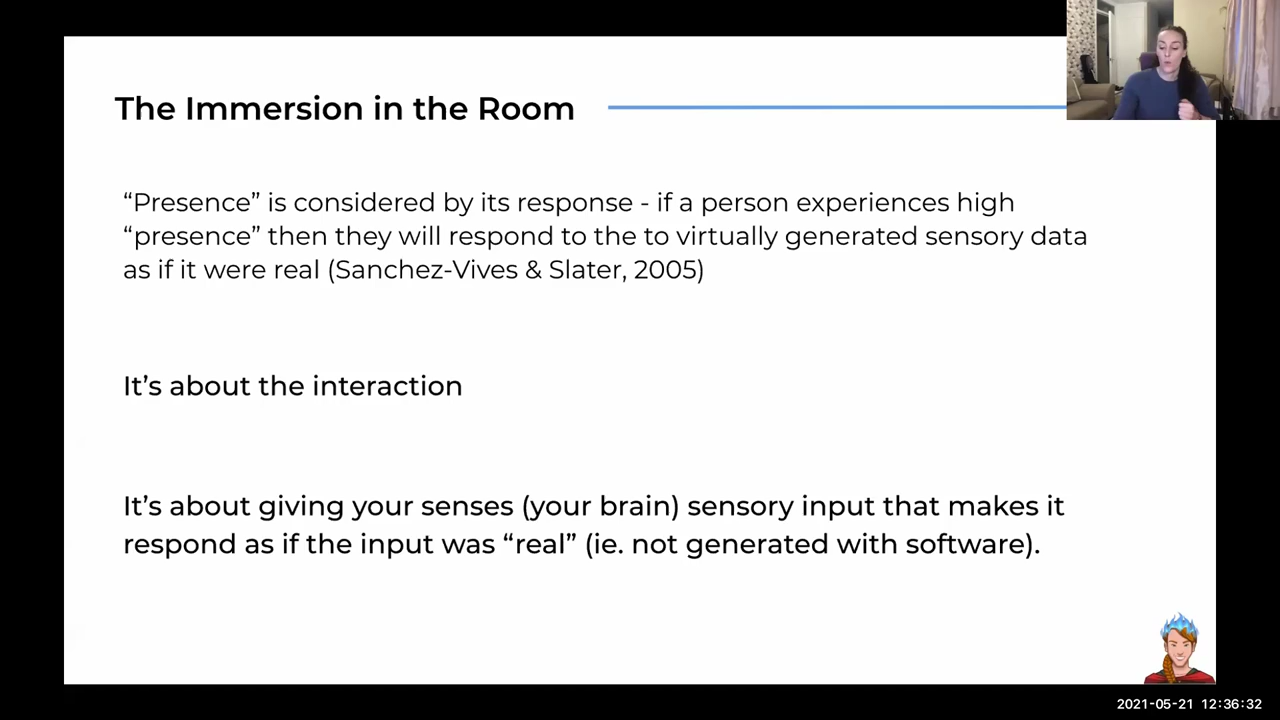 The Immersion in the Room
“Presence” is considered by its response - if a person experiences high
“presence” then they will respond to the to virtually generated sensory data
as if it were real (Sanchez-Vives & Slater, 2005)
It’s about the interaction
It’s about giving your senses (your brain) sensory input that makes it
respond as if the input was “real” (ie. not generated with software).
2021-05-21 12:36:32